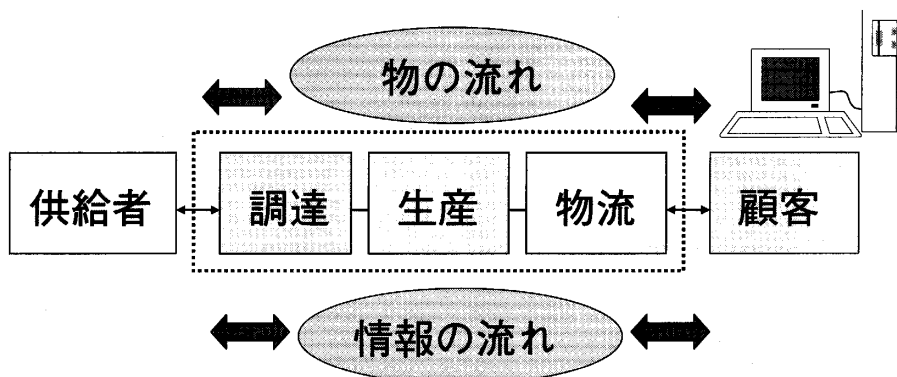 物の流れ
供給者
調達
生産
物流
顧客
情報の流れ